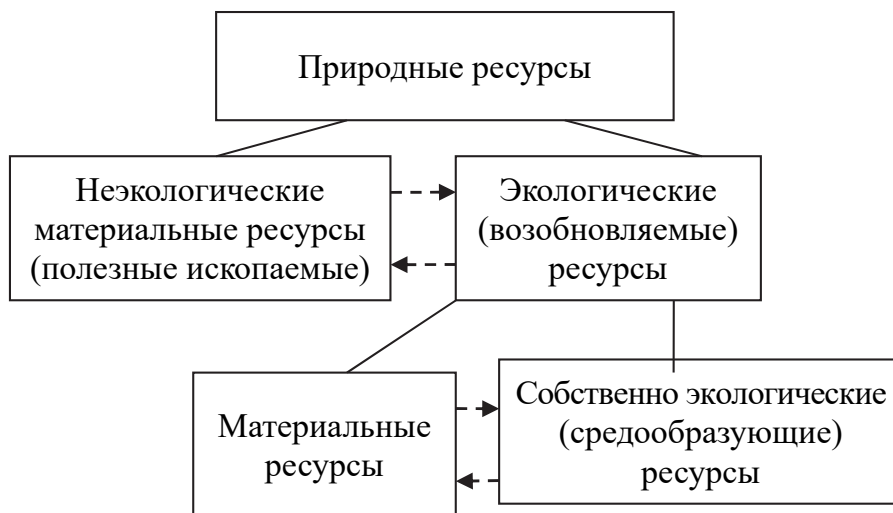 Природные ресурсы
Неэкологические
материальные ресурсы
(полезные ископаемые)
Экологические
(возобновляемые)
ресурсы
Материальные
ресурсы
Собственно экологические
(средообразующие)
ресурсы